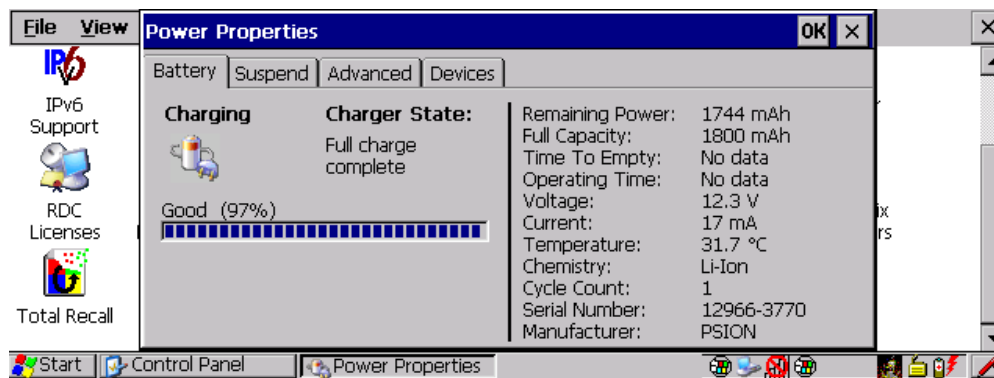 File View
Power Properties OK
Battery Suspend Advanced Devices
IPv6
Support
RDC
Licenses
Total Recall
Charging
Good (97%)
Charger State:
Full charge
complete
Remaining Power: 1744 mAh
Full Capacity: 1800 mAh
Time To Empty: No data
Operating Time: No data
Voltage: 12.3 V
Current: 17 mA
Temperature: 31.7 °C
Chemistry: Li-Ion
Cycle Count: 1
Serial Number: 12966-3770
Manufacturer: PSION
Start Control Panel Power Properties